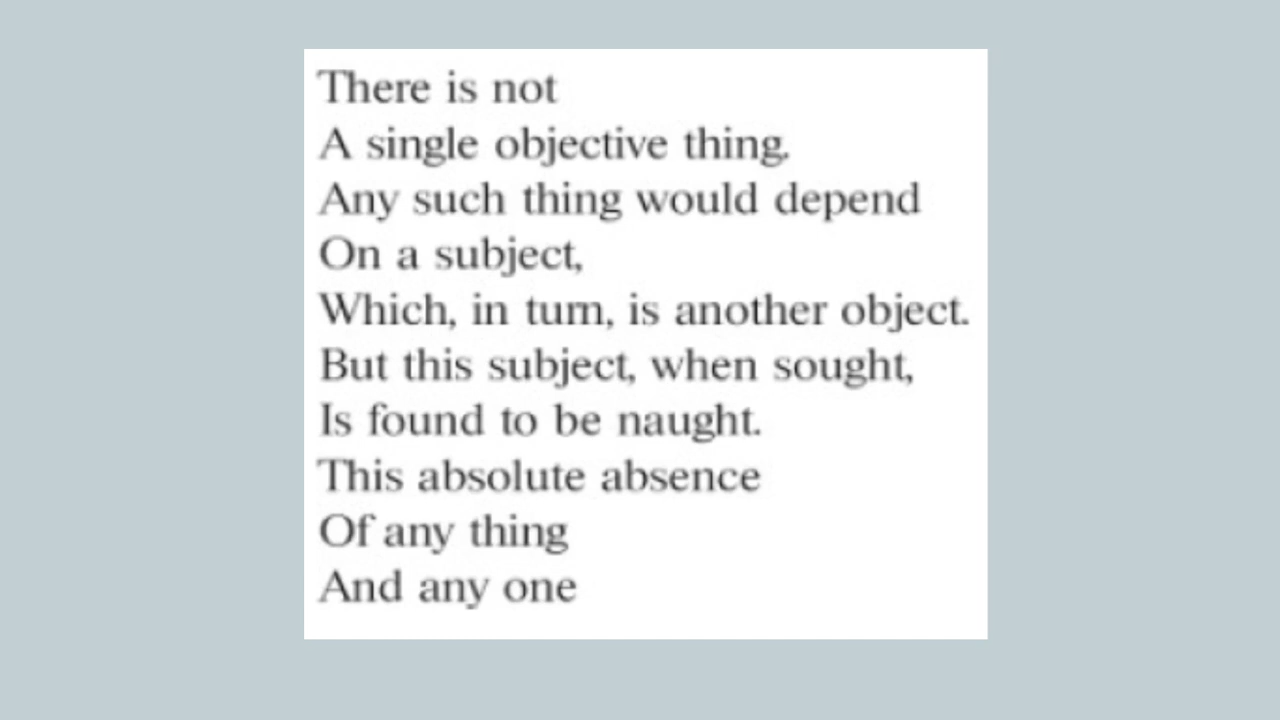 There is not
A single objective thing.
Any such thing would depend
On a subject,
Which, in turn, is another object.
But this subject, when sought,
Is found to be naught.
This absolute absence
Of any thing
And any one